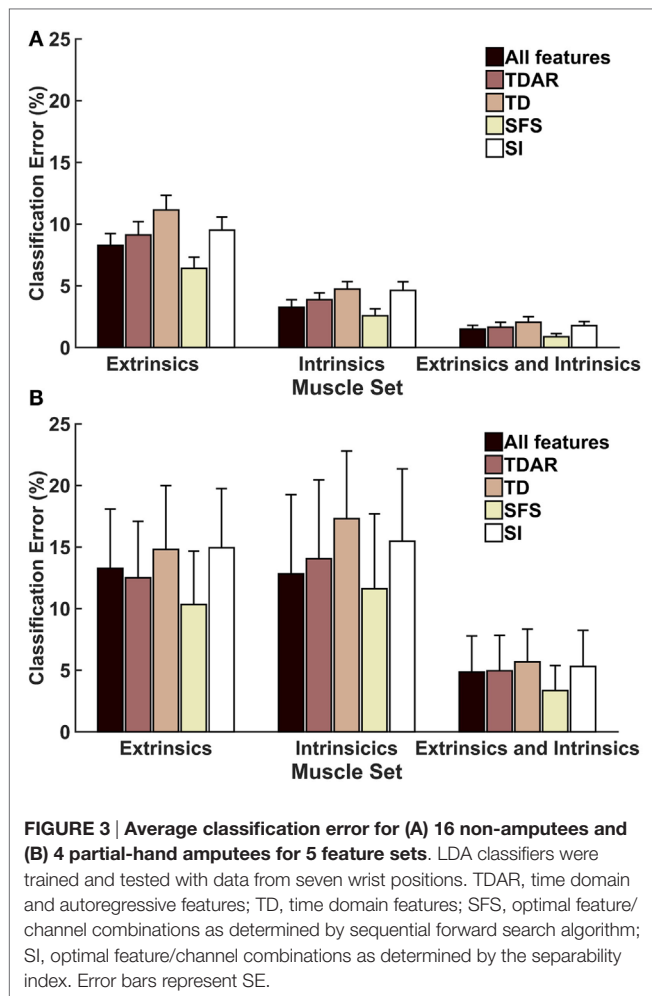 A
25
20
15
10
5
0
Classification Error (%)
All features
TDAR
TD
SFS
SI
Extrinsics
Intrinsics
Extrinsics and Intrinsics
Muscle Set
B
25
20
15
10
5
0
Classification Error (%)
All features
TDAR
TD
SFS
SI
Extrinsics
Intrinsicics
Extrinsics and Intrinsics
Muscle Set
FIGURE 3 | Average classification error for (A) 16 non-amputees and
(B) 4 partial-hand amputees for 5 feature sets. LDA classifiers were
trained and tested with data from seven wrist positions. TDAR, time domain
and autoregressive features; TD, time domain features; SFS, optimal feature/
channel combinations as determined by sequential forward search algorithm;
SI, optimal feature/channel combinations as determined by the separability
index. Error bars represent SE.